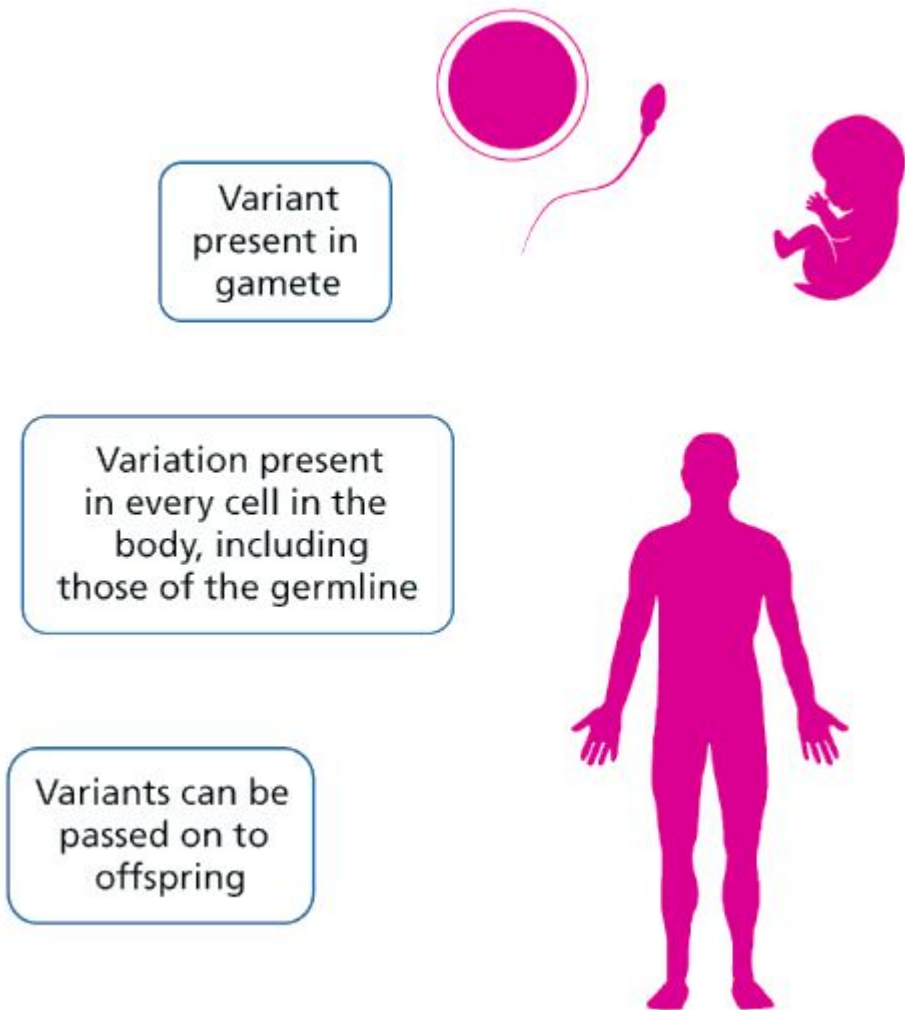 Variant
present in
gamete
Variation present
in every cell in the
body, including
those of the germline
Variants can be
passed on to
offspring